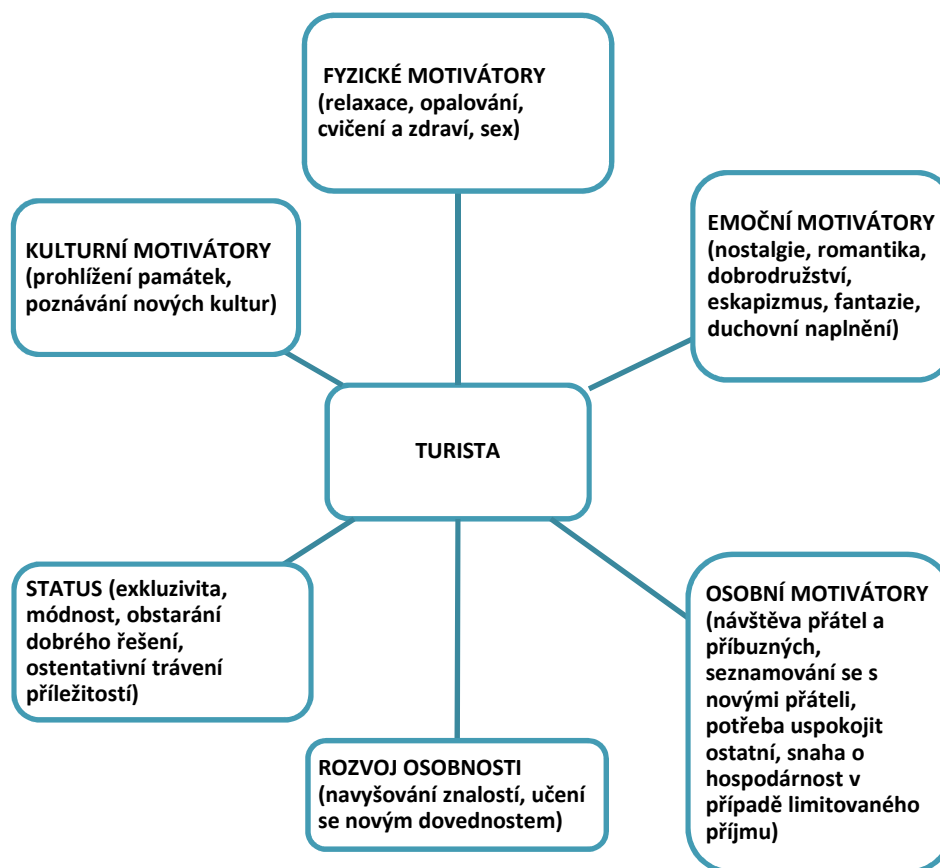 FYZICKÉ MOTIVÁTORY
(relaxace, opalování,
cvičení a zdraví, sex)
KULTURNÍ MOTIVÁTORY
(prohlížení památek,
poznávání nových kultur)
EMOČNÍ MOTIVÁTORY
(nostalgie, romantika,
dobrodružství,
eskapizmus, fantazie,
duchovní naplnění)
TURISTA
STATUS (exkluzivita,
módnost, obstarání
dobrého řešení,
ostentativní trávení
příležitostí)
ROZVOJ OSOBNOSTI
(navyšování znalostí, učení
se novým dovednostem)
OSOBNÍ MOTIVÁTORY
(návštěva přátel a
příbuzných,
seznamování se s
novými přáteli,
potřeba uspokojit
ostatní, snaha o
hospodárnost v
případě limitovaného
příjmu)